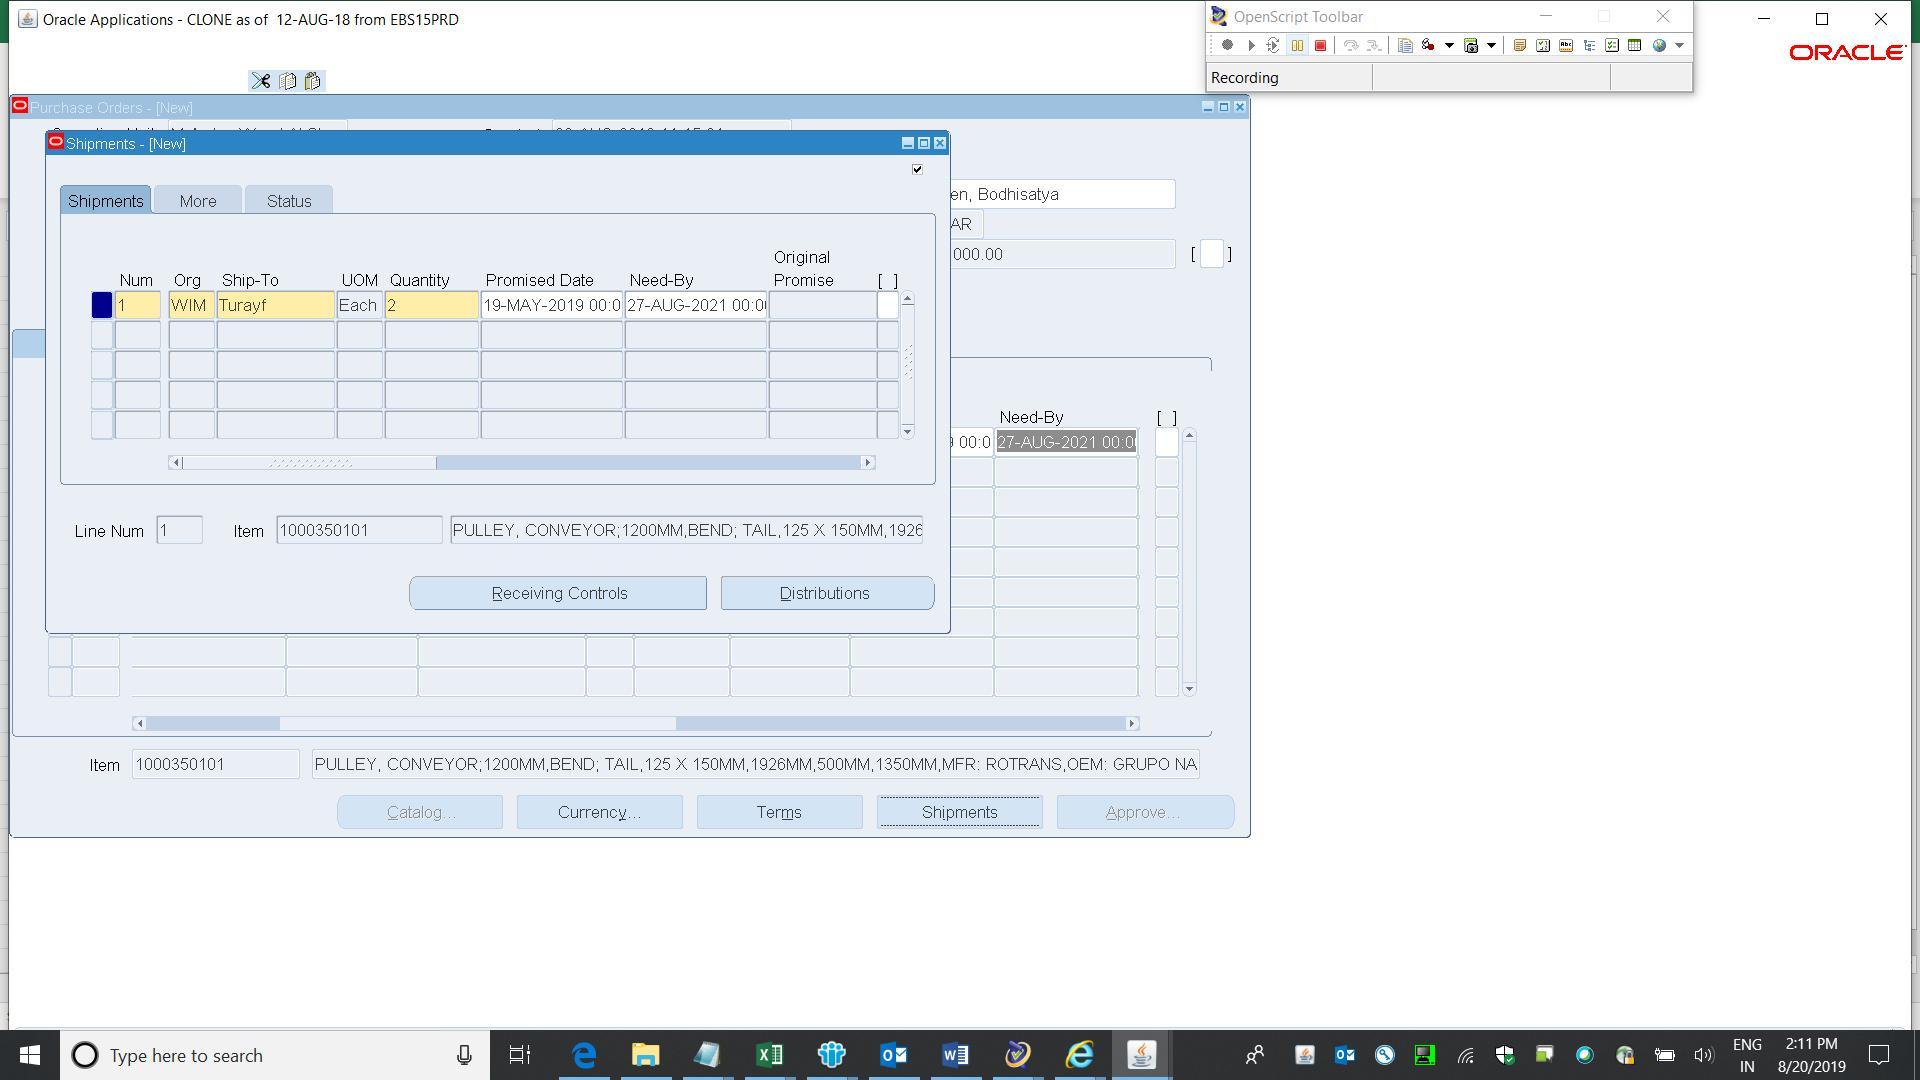 Oracle Applications - CLONE as of 12-AUG-18 from EBS15PRD
OpenScript Toolbar
ORACLE
Recording
Purchase Orders - [New]
Shipments - [New]
Shipments More Status
en, Bodhisatya
AR
000.00 [ ]
Original
Num Org Ship-To UOM Quantity Promised Date Need-By Promise [ ]
1 WIM Turayf Each 2 19-MAY-2019 00:0 27-AUG-2021 00:0
Need-By [ ]
00:0 27-AUG-2021 00:0
Line Num 1 Item 1000350101 PULLEY, CONVEYOR;1200MM,BEND; TAIL,125 X 150MM,1926
Receiving Controls Distributions
Item 1000350101 PULLEY, CONVEYOR;1200MM,BEND; TAIL,125 X 150MM,1926MM,500MM,1350MM,MFR: ROTRANS,OEM: GRUPO NA
Catalog... Currency... Terms Shipments Approve...
Type here to search
ENG 2:11 PM
IN 8/20/2019